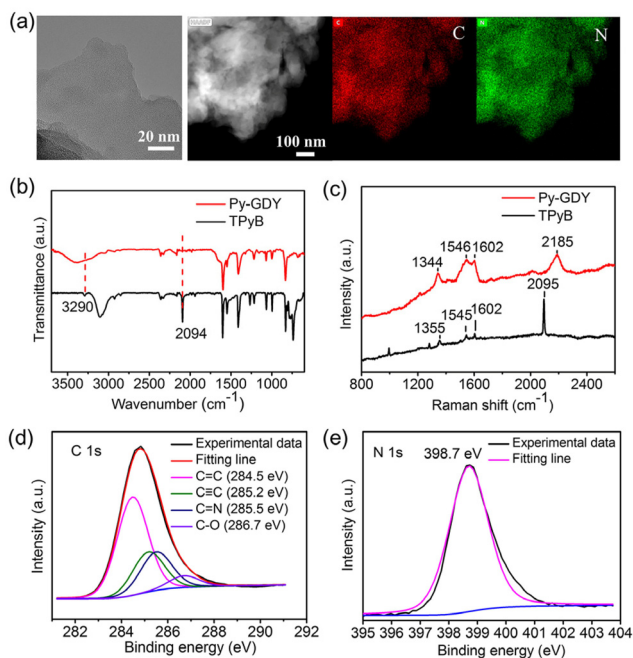 (a)
20 nm
HAADF
100 nm
C
C
N
N
(b)
Transmittance (a.u.)
Py-GDY
TPyB
3290
2094
3500 3000 2500 2000 1500 1000
Wavenumber (cm-1)
(c)
Intensity (a.u.)
Py-GDY
TPyB
1344
1546
1602
2185
1355
1545
1602
2095
800 1200 1600 2000 2400
Raman shift (cm-1)
(d)
Intensity (a.u.)
C 1s
Experimental data
Fitting line
C=C (284.5 eV)
C≡C (285.2 eV)
C=N (285.5 eV)
C-O (286.7 eV)
282 284 286 288 290 292
Binding energy (eV)
(e)
Intensity (a.u.)
N 1s
398.7 eV
Experimental data
Fitting line
395 396 397 398 399 400 401 402 403 404
Binding energy (eV)